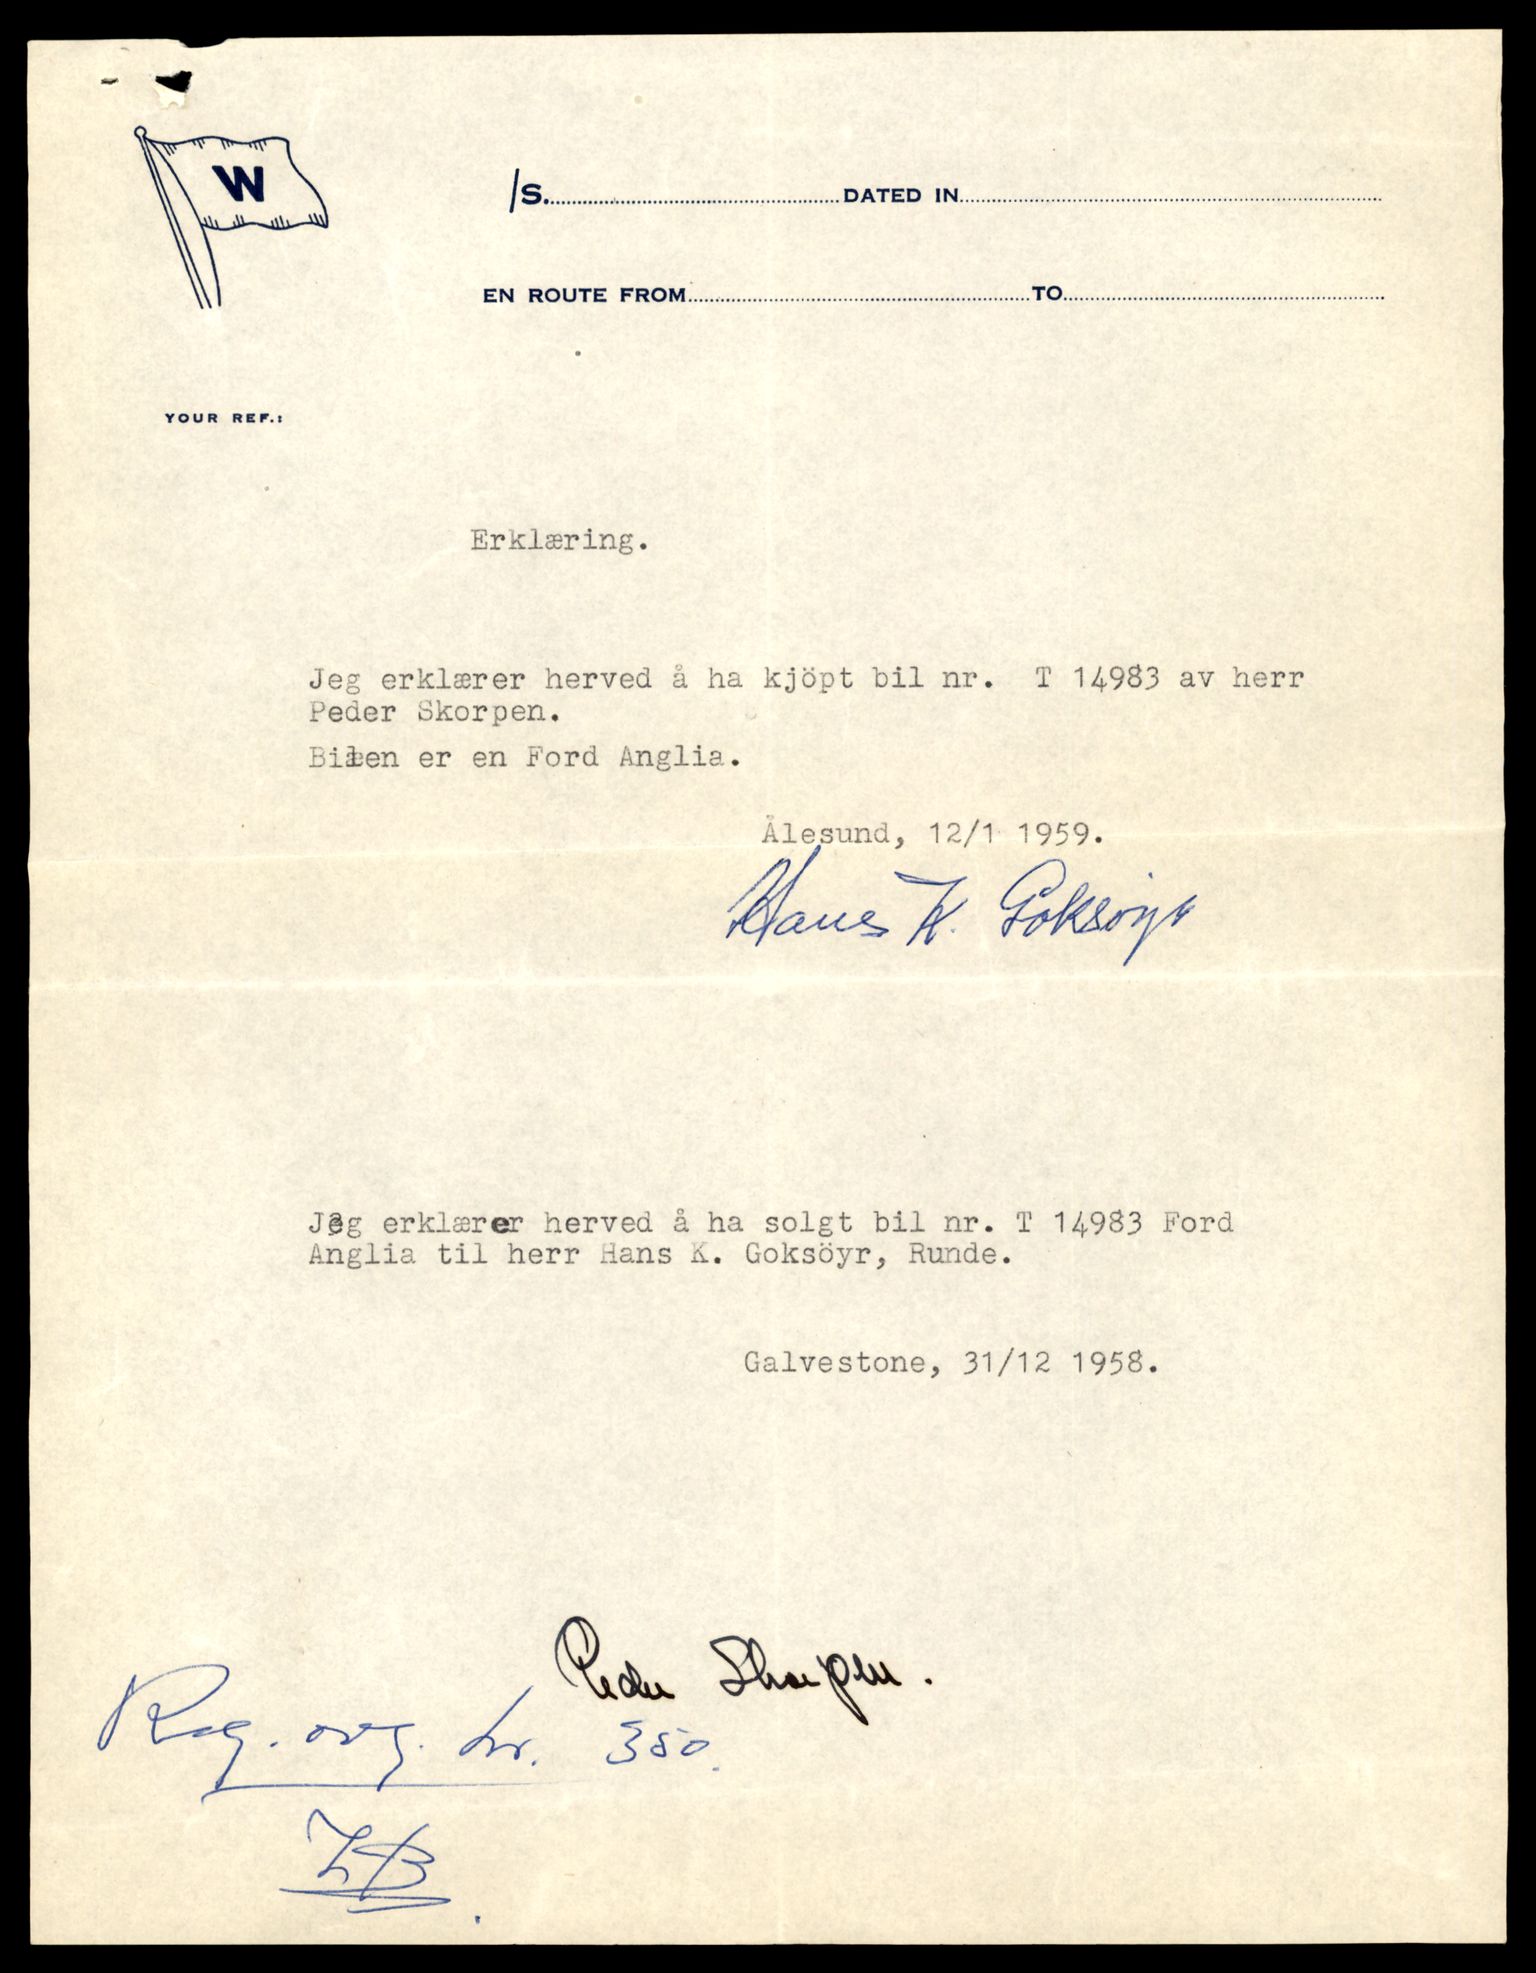 W
/S. DATED IN
EN ROUTE FROM TO
YOUR REF.:
Erklæring.
Jeg erklærer herved å ha kjöpt bil nr. T 14983 av herr
Peder Skorpen.
Bilen er en Ford Anglia.
Ålesund, 12/1 1959.
Hans K. Goksöyr
Jeg erklærer herved å ha solgt bil nr. T 14983 Ford
Anglia til herr Hans K. Goksöyr, Runde.
Galvestone, 31/12 1958.
Peder Skorpen.
Reg. avg. kr. 350.